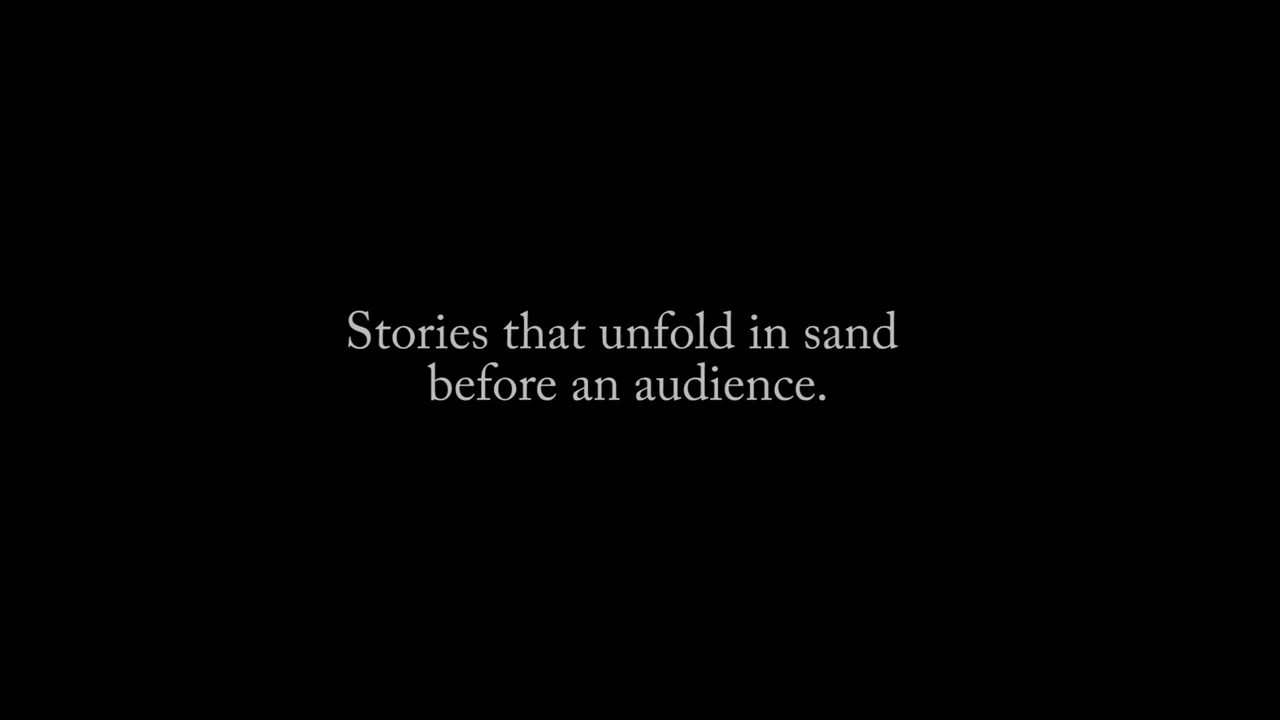 Stories that unfold in sand
before an audience.